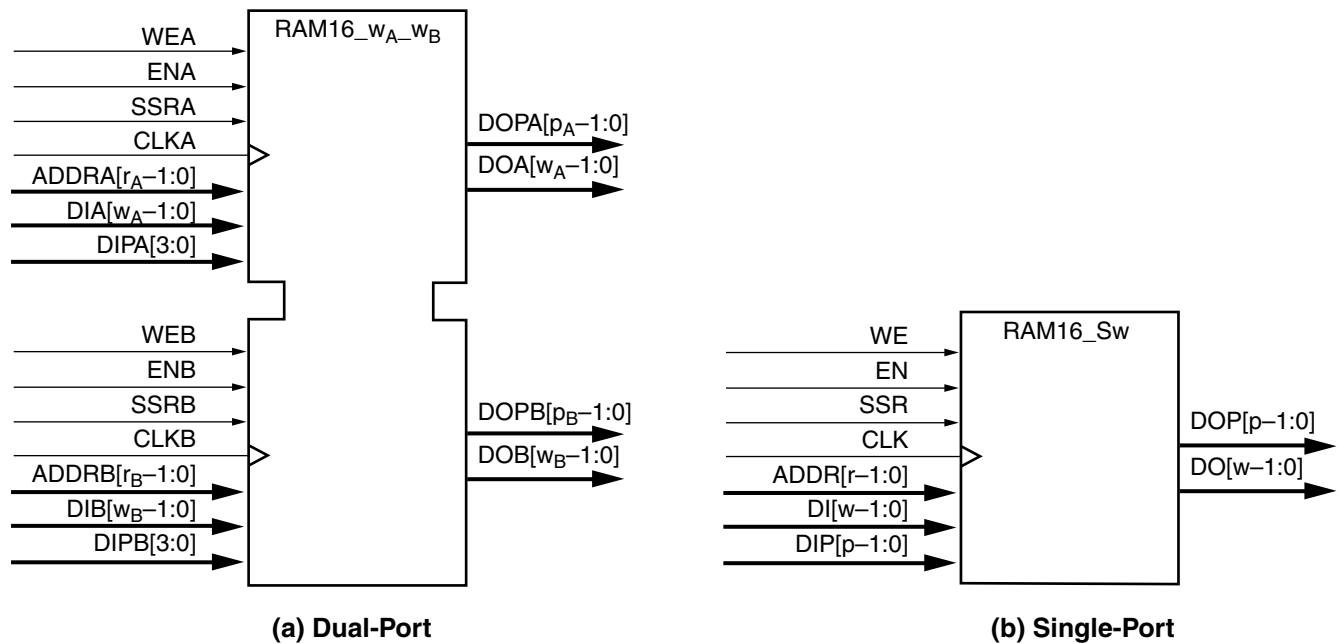 RAM16_wA_wB
WEA
ENA
SSRA
CLKA
ADDRA[rA–1:0]
DIA[wA–1:0]
DIPA[3:0]
DOPA[pA–1:0]
DOA[wA–1:0]
WEB
ENB
SSRB
CLKB
ADDRB[rB–1:0]
DIB[wB–1:0]
DIPB[3:0]
DOPB[pB–1:0]
DOB[wB–1:0]
(a) Dual-Port
RAM16_Sw
WE
EN
SSR
CLK
ADDR[r–1:0]
DI[w–1:0]
DIP[p–1:0]
DOP[p–1:0]
DO[w–1:0]
(b) Single-Port